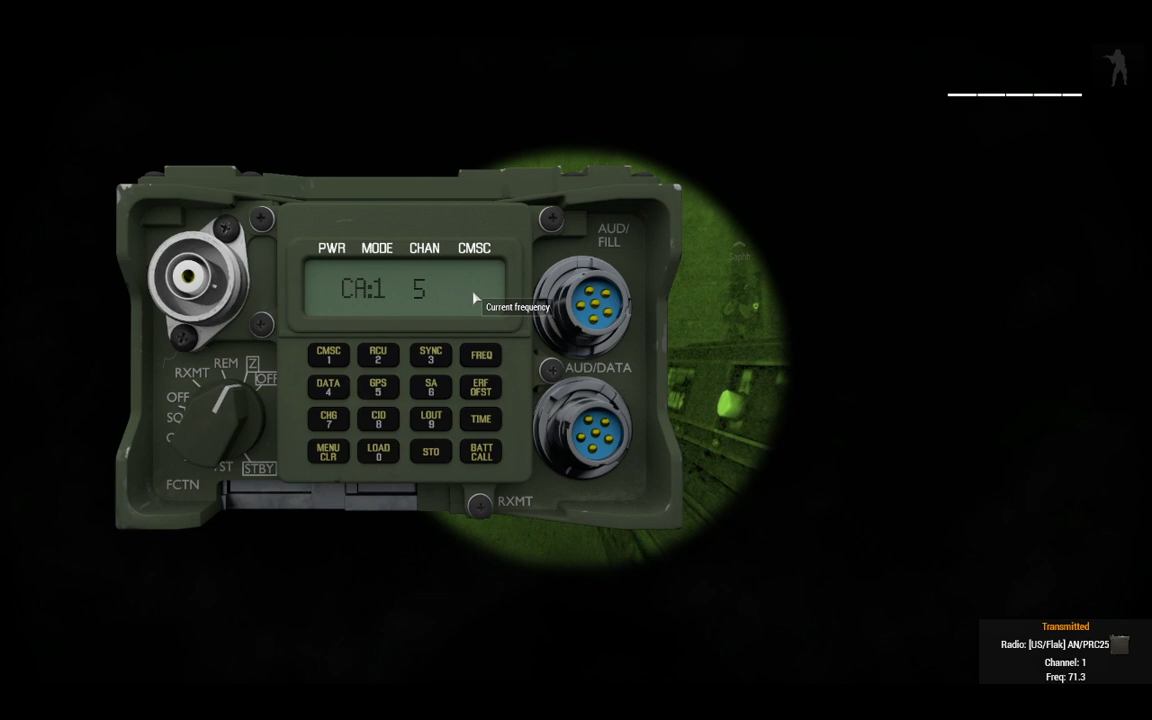 AUD/
FILL
PWR MODE CHAN CMSC
Saphh
CA:1 5
Current frequency
CMSC
1
RCU
2
SYNC
3
FREQ
REM
Z
RXMT
OFF
AUD/DATA
DATA
4
GPS
5
SA
6
ERF
OFST
OFF
SQ
CHG
7
CID
8
LOUT
9
TIME
C
MENU
CLR
LOAD
0
STO
BATT
CALL
ST
STBY
FCTN
RXMT
Transmitted
Radio: [US/Flak] AN/PRC25
Channel: 1
Freq: 71.3